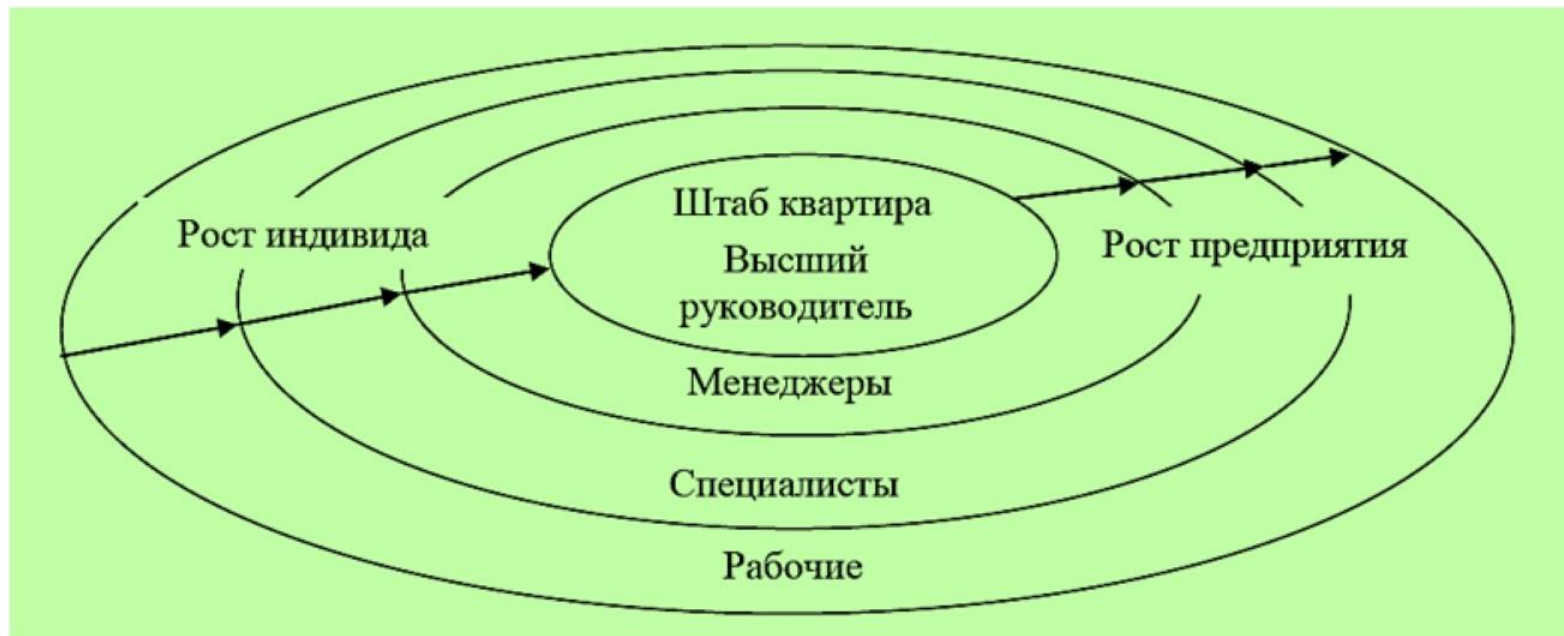 Штаб квартира
Рост индивида
Высший
руководитель
Рост предприятия
Менеджеры
Специалисты
Рабочие